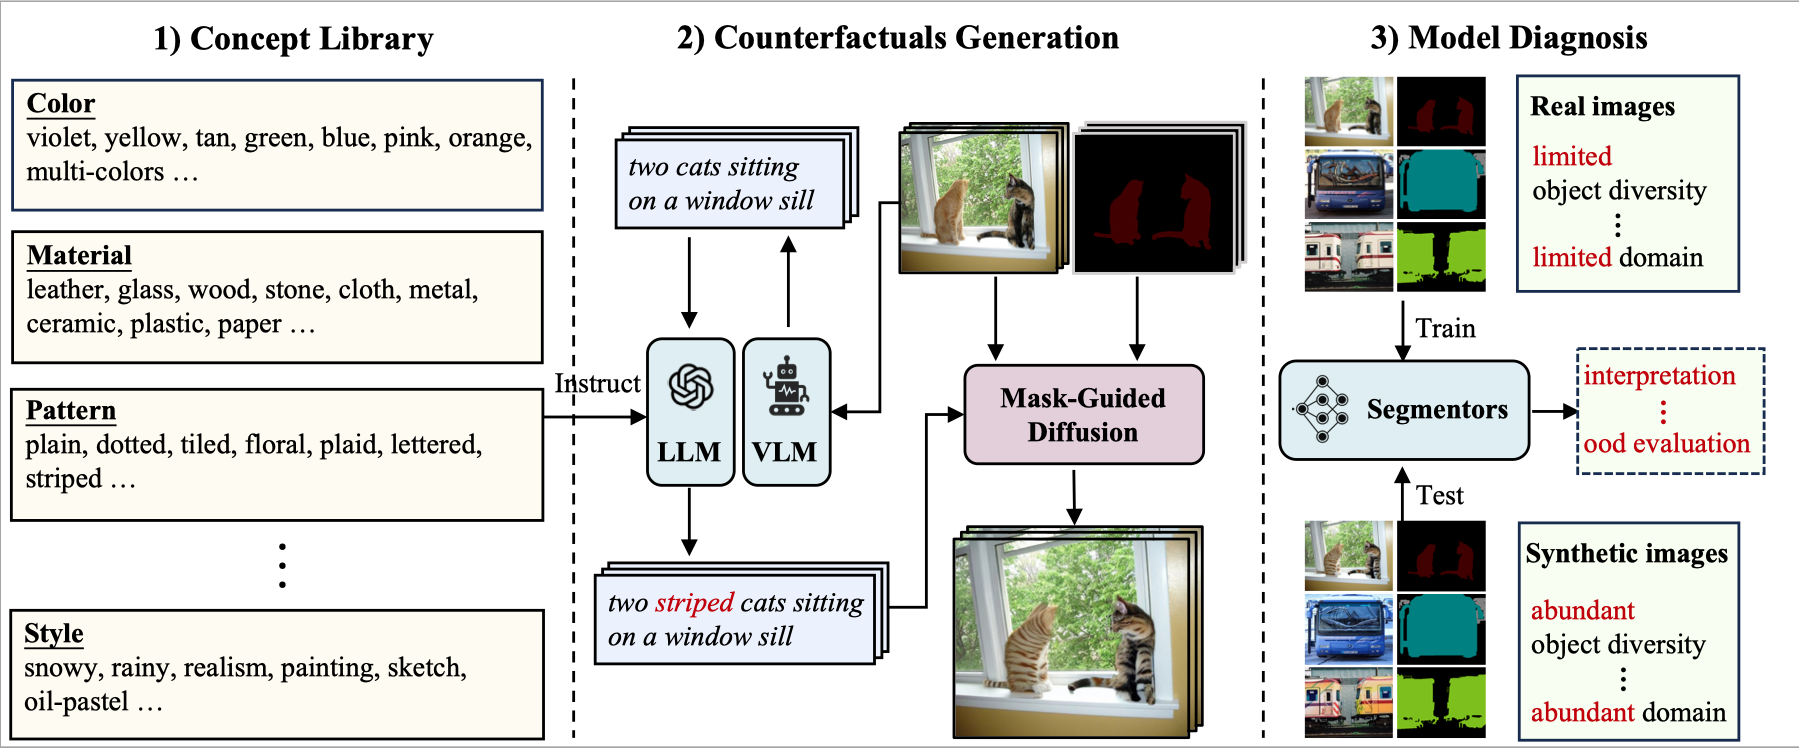 1) Concept Library
Color
violet, yellow, tan, green, blue, pink, orange,
multi-colors …
Material
leather, glass, wood, stone, cloth, metal,
ceramic, plastic, paper …
Pattern
plain, dotted, tiled, floral, plaid, lettered,
striped …
Style
snowy, rainy, realism, painting, sketch,
oil-pastel …
2) Counterfactuals Generation
two cats sitting
on a window sill
Instruct
LLM
VLM
Mask-Guided
Diffusion
two striped cats sitting
on a window sill
3) Model Diagnosis
Real images
limited
object diversity
limited domain
Train
Segmentors
interpretation
ood evaluation
Test
Synthetic images
abundant
object diversity
abundant domain